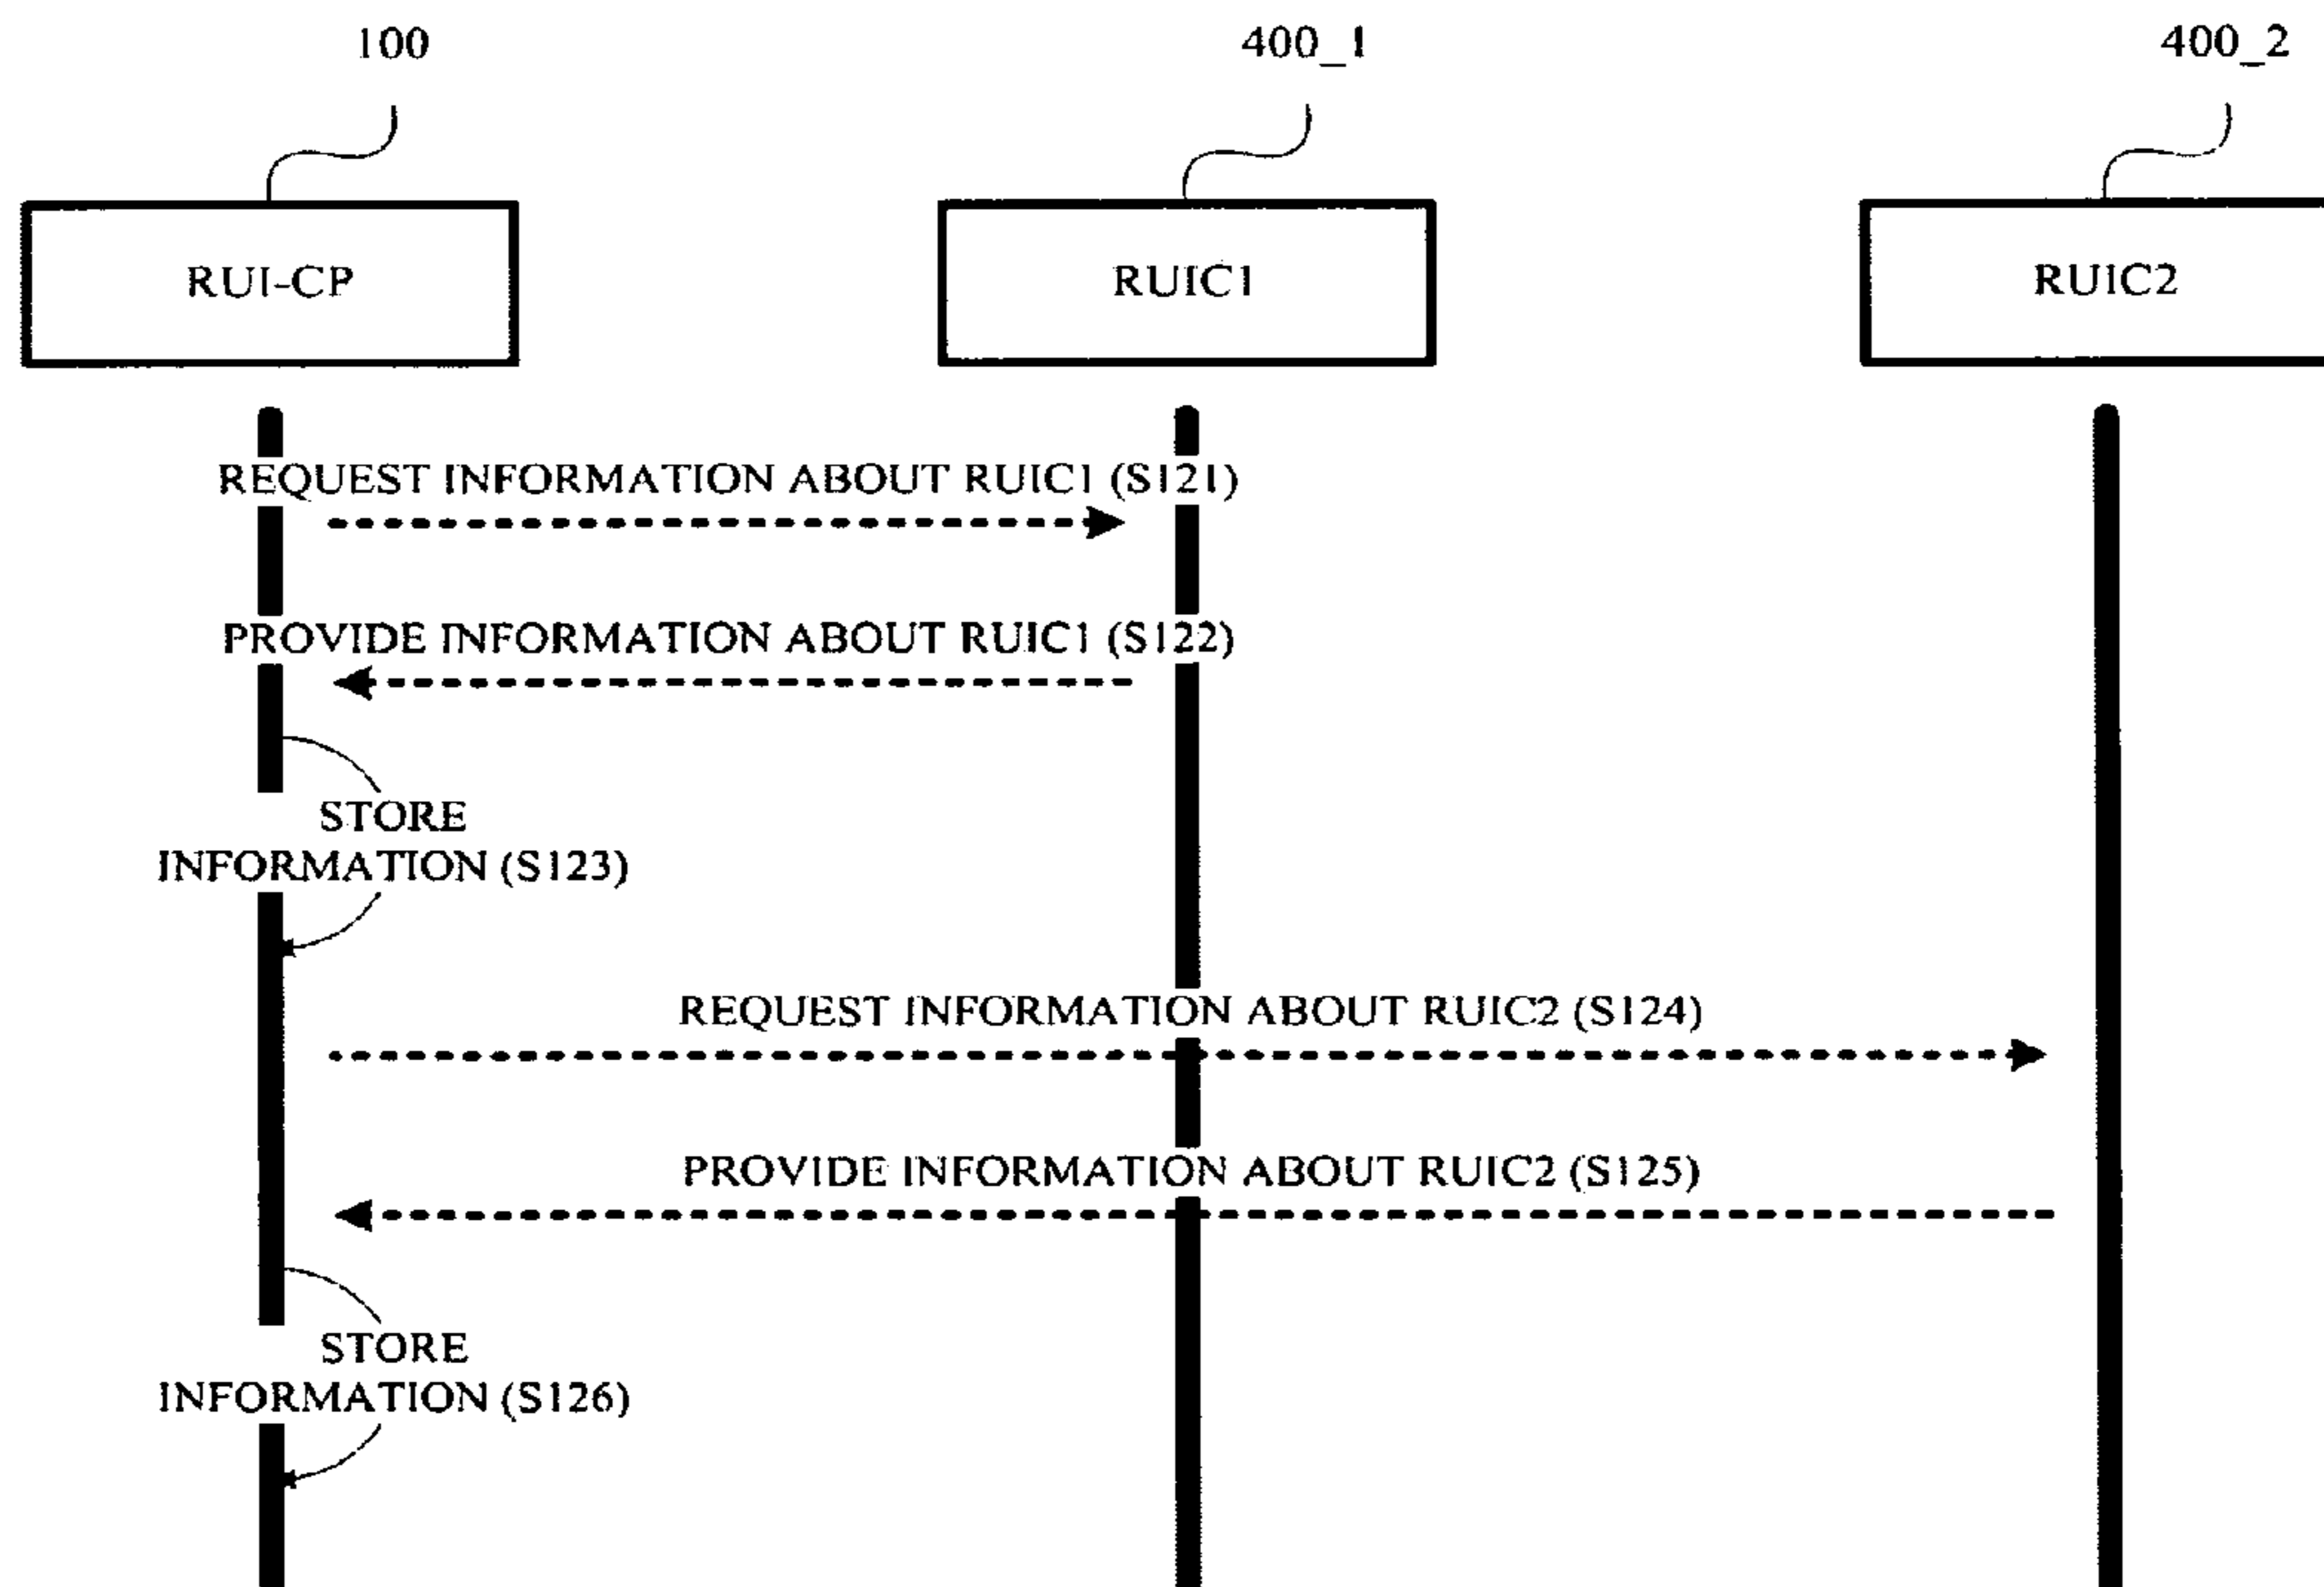 100
400_1
400_2
RUI-CP
RUIC1
RUIC2
REQUEST INFORMATION ABOUT RUIC1 (S121)
PROVIDE INFORMATION ABOUT RUIC1 (S122)
STORE
INFORMATION (S123)
REQUEST INFORMATION ABOUT RUIC2 (S124)
PROVIDE INFORMATION ABOUT RUIC2 (S125)
STORE
INFORMATION (S126)